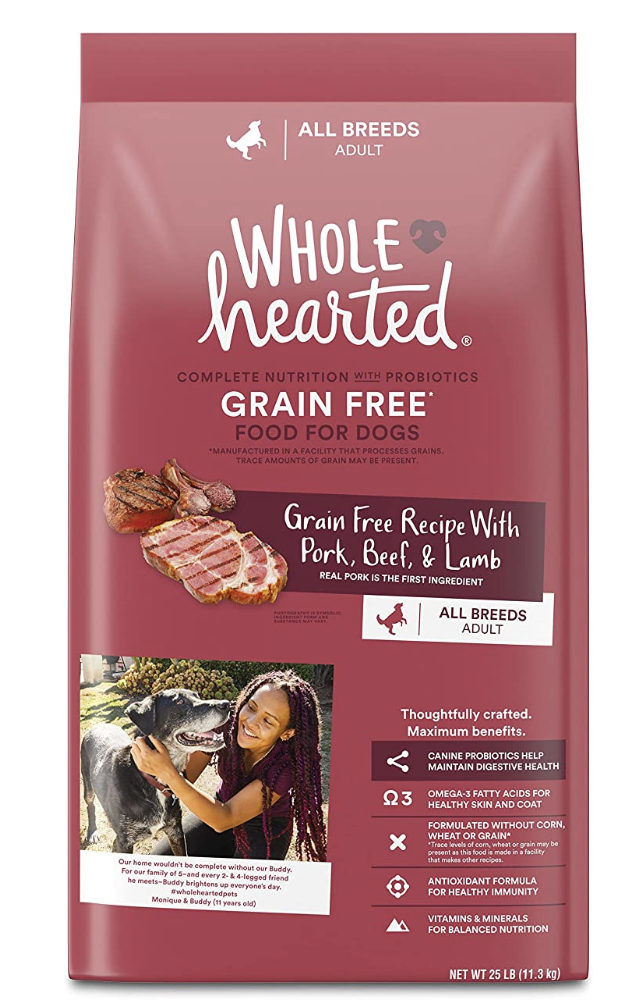 ALL BREEDS
ADULT
WHOLE
hearted®
COMPLETE NUTRITION WITH PROBIOTICS
GRAIN FREE*
FOOD FOR DOGS
*MANUFACTURED IN A FACILITY THAT PROCESSES GRAINS.
TRACE AMOUNTS OF GRAIN MAY BE PRESENT.
Grain Free Recipe With
Pork, Beef, & Lamb
REAL PORK IS THE FIRST INGREDIENT
ALL BREEDS
ADULT
Thoughtfully crafted.
Maximum benefits.
CANINE PROBIOTICS HELP
MAINTAIN DIGESTIVE HEALTH
Ω3
OMEGA-3 FATTY ACIDS FOR
HEALTHY SKIN AND COAT
FORMULATED WITHOUT CORN,
WHEAT OR GRAIN*
*Trace levels of corn, wheat or grain may be
present as this food is made in a facility
that makes other recipes.
ANTIOXIDANT FORMULA
FOR HEALTHY IMMUNITY
VITAMINS & MINERALS
FOR BALANCED NUTRITION
Our home wouldn't be complete without our Buddy.
For our family of 5–and every 2- & 4-legged friend
he meets–Buddy brightens up everyone's day.
#wholeheartedpets
Monique & Buddy (11 years old)
NET WT 25 LB (11.3 kg)